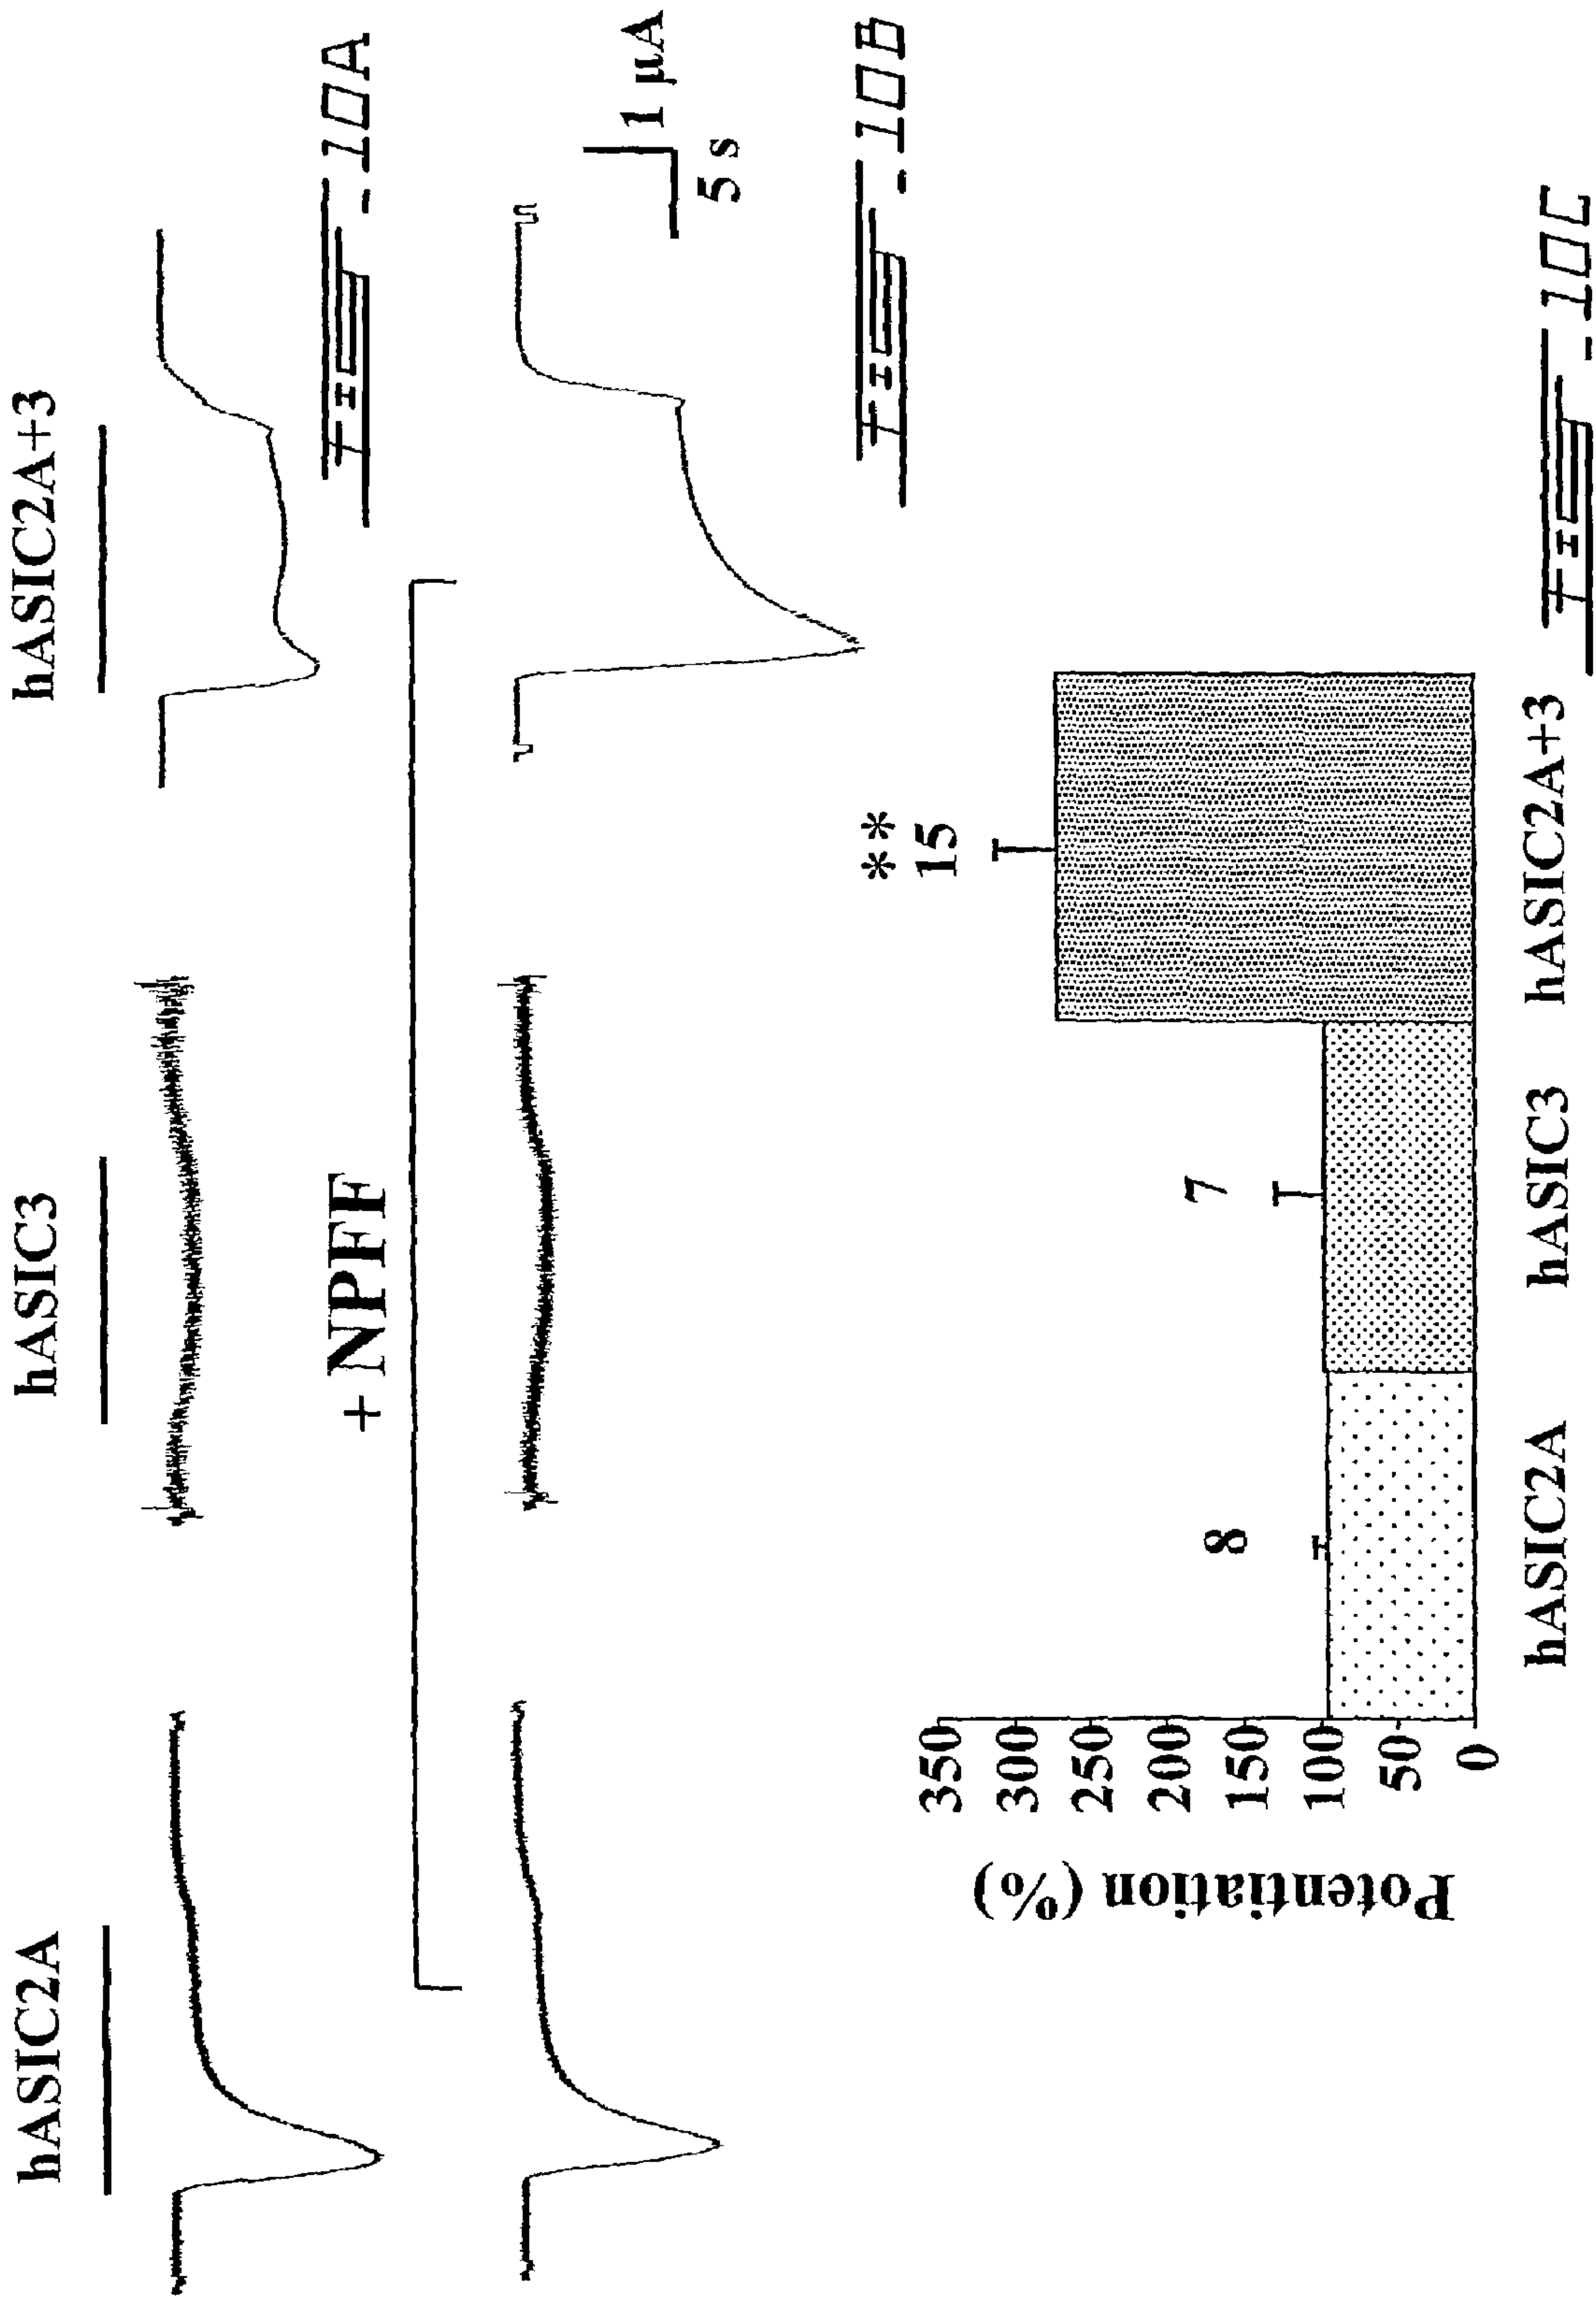 hASIC2A
hASIC3
hASIC2A+3
FIG-10A
+ NPFF
1 µA
5 s
FIG-10B
Potentiation (%)
350
300
250
200
150
100
50
0
8
7
**
15
hASIC2A
hASIC3
hASIC2A+3
FIG-10C